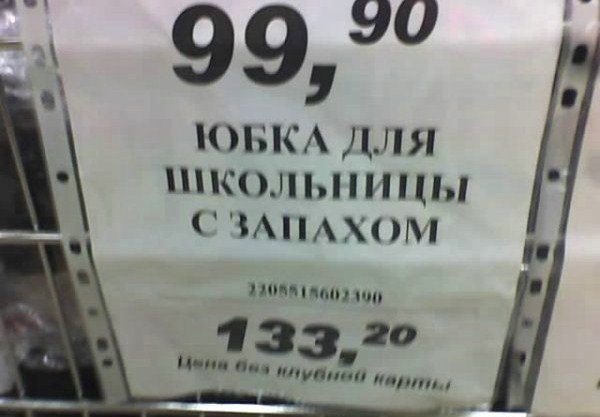 99,90
ЮБКА ДЛЯ
ШКОЛЬНИЦЫ
С ЗАПАХОМ
2205515602390
133,20
Цена без клубной карты